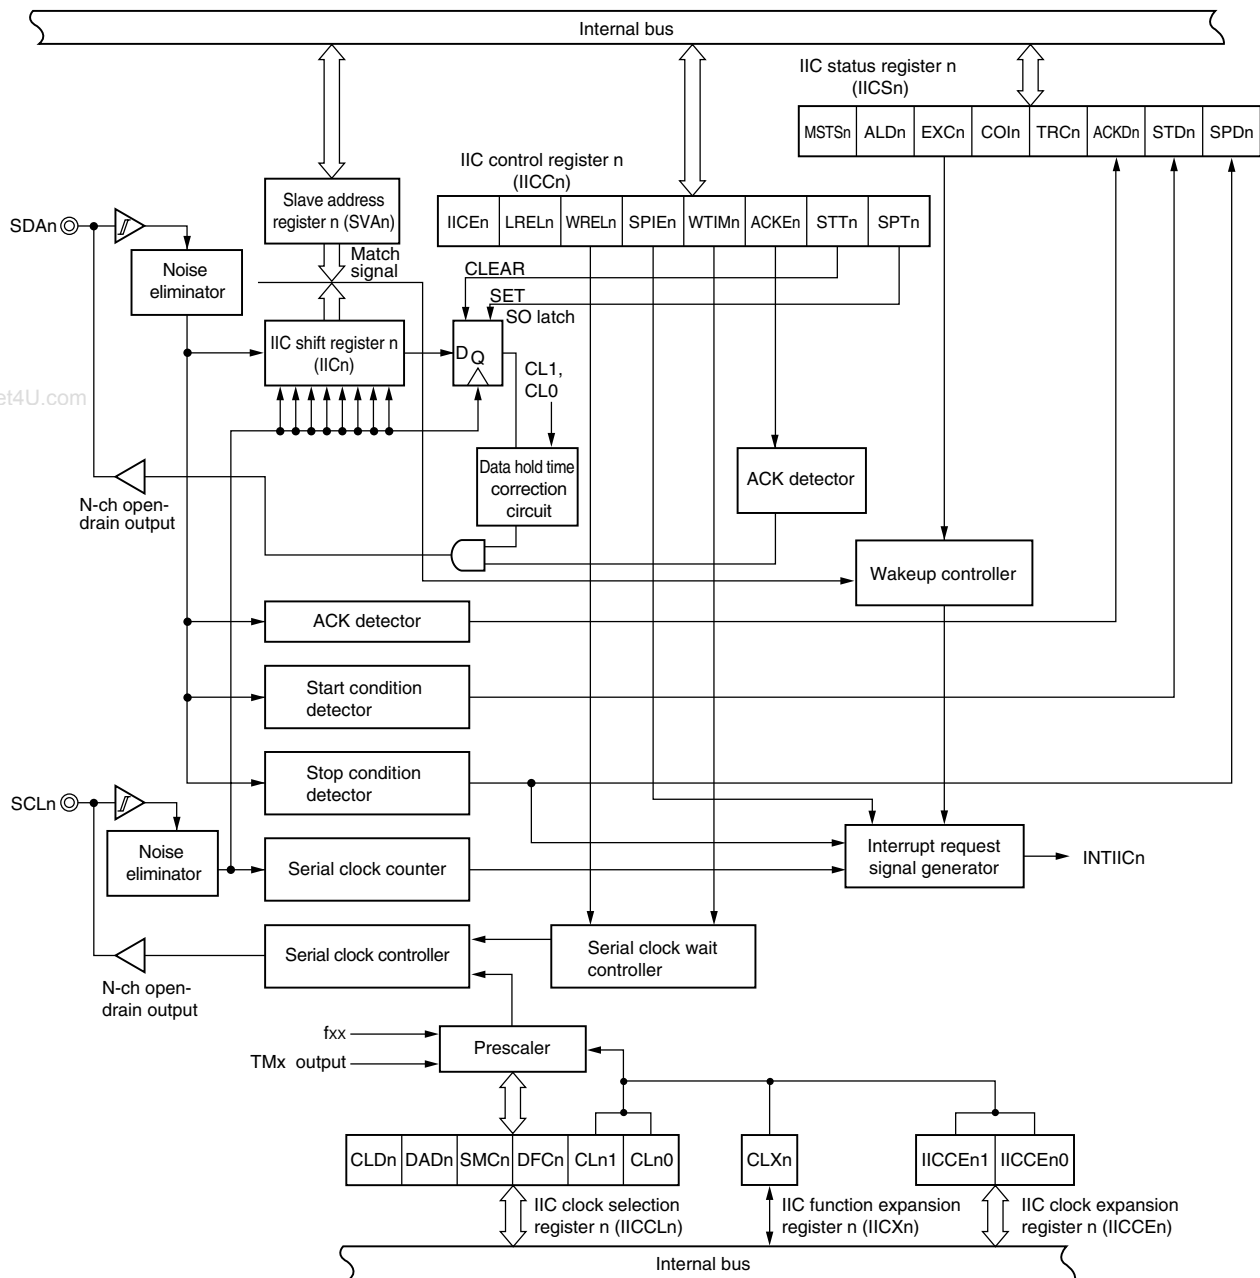 Internal bus
IIC status register n
(IICSn)
MSTSn ALDn EXCn COIn TRCn ACKDn STDn SPDn
IIC control register n
(IICCn)
IICEn LRELn WRELn SPIEn WTIMn ACKEn STTn SPTn
Slave address
register n (SVAn)
SDAn
Noise
eliminator
Match
signal
CLEAR
SET
SO latch
IIC shift register n
(IICn)
D Q
CL1,
CL0
et4U.com
Data hold time
correction
circuit
ACK detector
N-ch open-
drain output
Wakeup controller
ACK detector
Start condition
detector
Stop condition
detector
SCLn
Noise
eliminator
Serial clock counter
Interrupt request
signal generator
INTIICn
Serial clock controller
Serial clock wait
controller
N-ch open-
drain output
fxx
TMx output
Prescaler
CLDn DADn SMCn DFCn CLn1 CLn0
CLXn
IICCEn1 IICCEn0
IIC clock selection
register n (IICCLn)
IIC function expansion
register n (IICXn)
IIC clock expansion
register n (IICCEn)
Internal bus